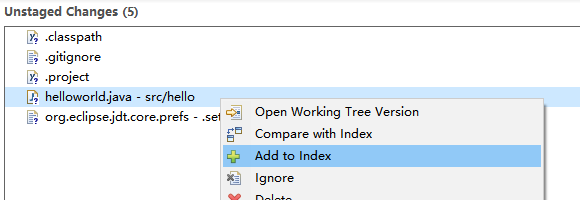 Unstaged Changes (5)
.classpath
.gitignore
.project
helloworld.java - src/hello
org.eclipse.jdt.core.prefs - .set
Open Working Tree Version
Compare with Index
Add to Index
Ignore
Delete